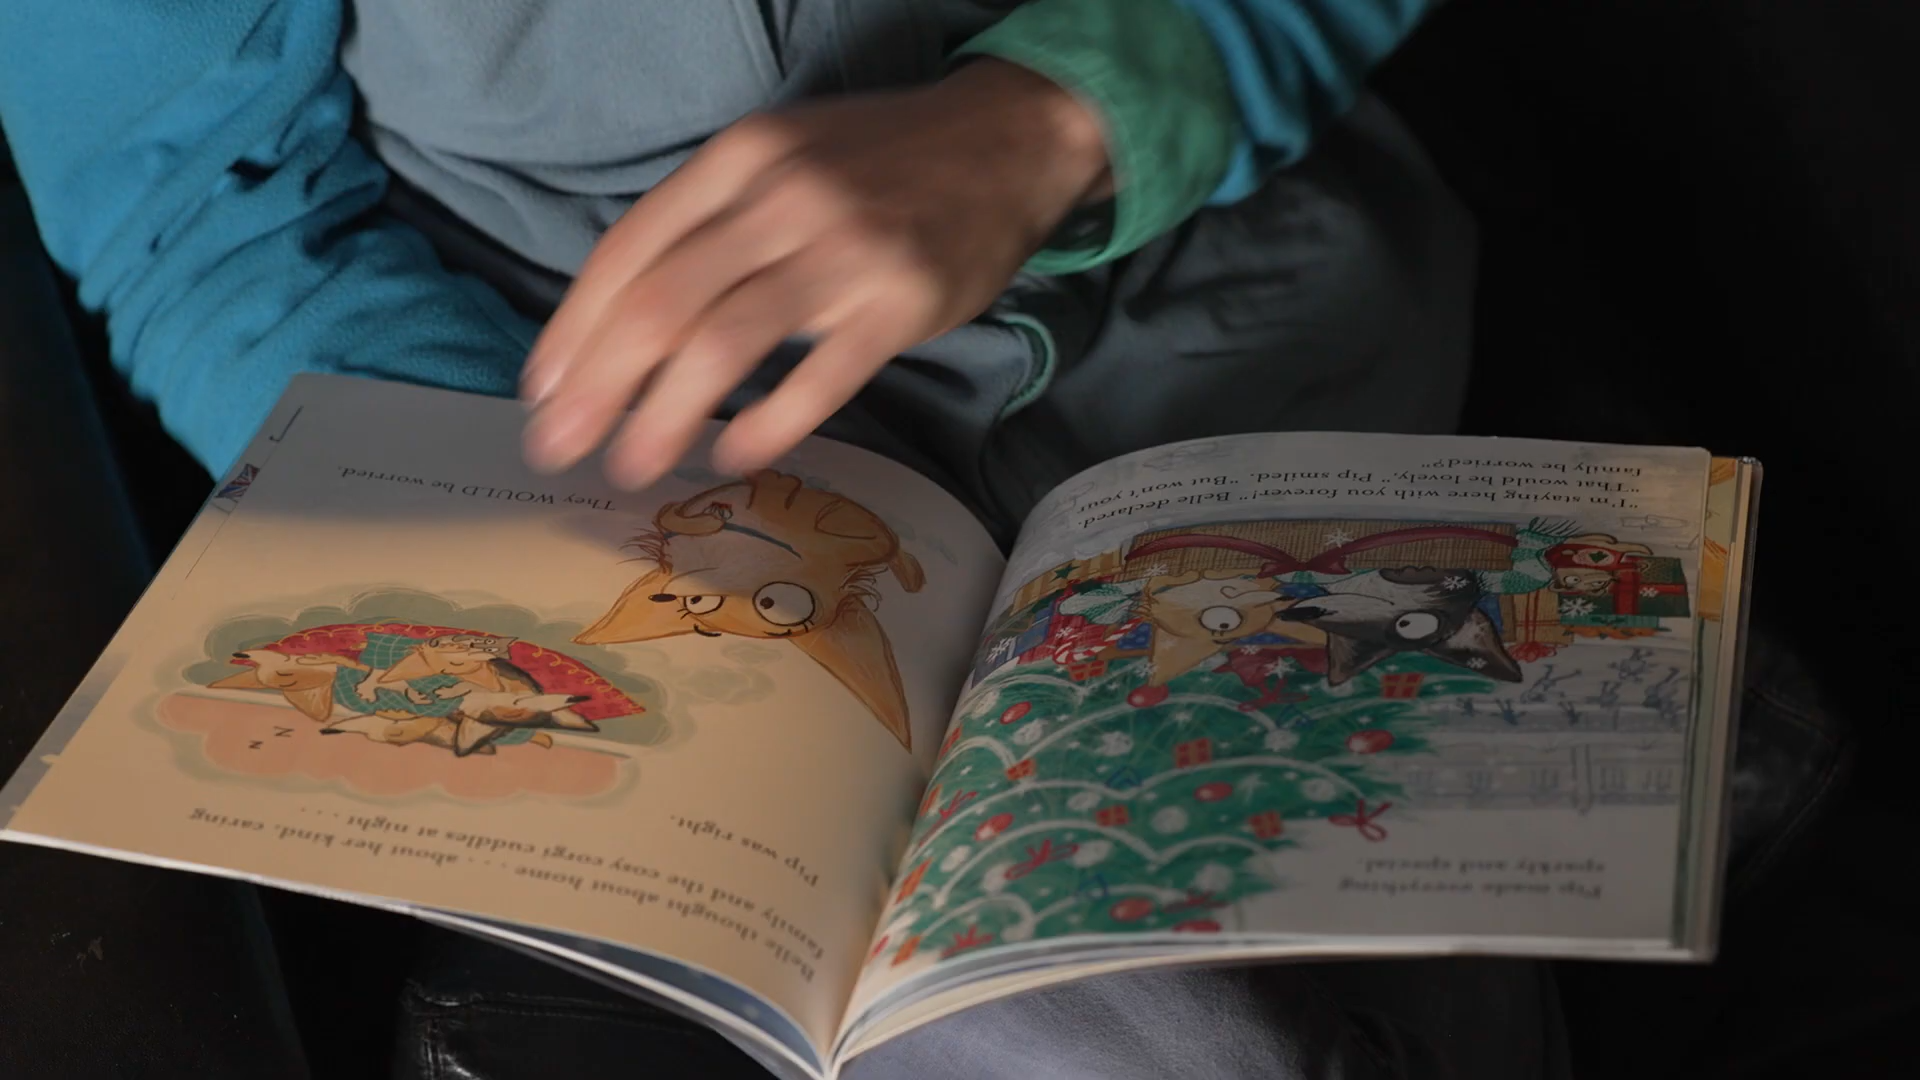 Pip made everything
sparkly and special.
"I'm staying here with you forever!" Belle declared.
"That would be lovely," Pip smiled. "But won't your
family be worried?"
Belle thought about home . . . about her kind, caring
family and the cosy corgi cuddles at night . . .
Pip was right.
z Z
They WOULD be worried.